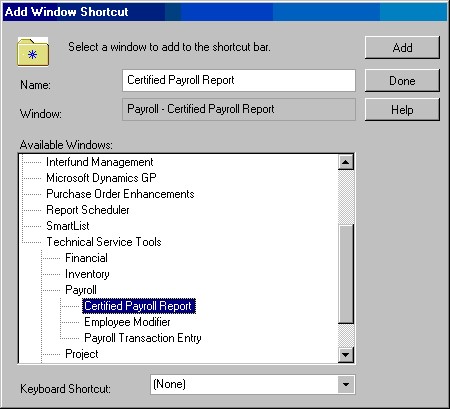 Add Window Shortcut
Select a window to add to the shortcut bar.
Add
Name:
Certified Payroll Report
Done
Window:
Payroll - Certified Payroll Report
Help
Available Windows:
Interfund Management
Microsoft Dynamics GP
Purchase Order Enhancements
Report Scheduler
SmartList
Technical Service Tools
Financial
Inventory
Payroll
Certified Payroll Report
Employee Modifier
Payroll Transaction Entry
Project
Keyboard Shortcut:
(None)